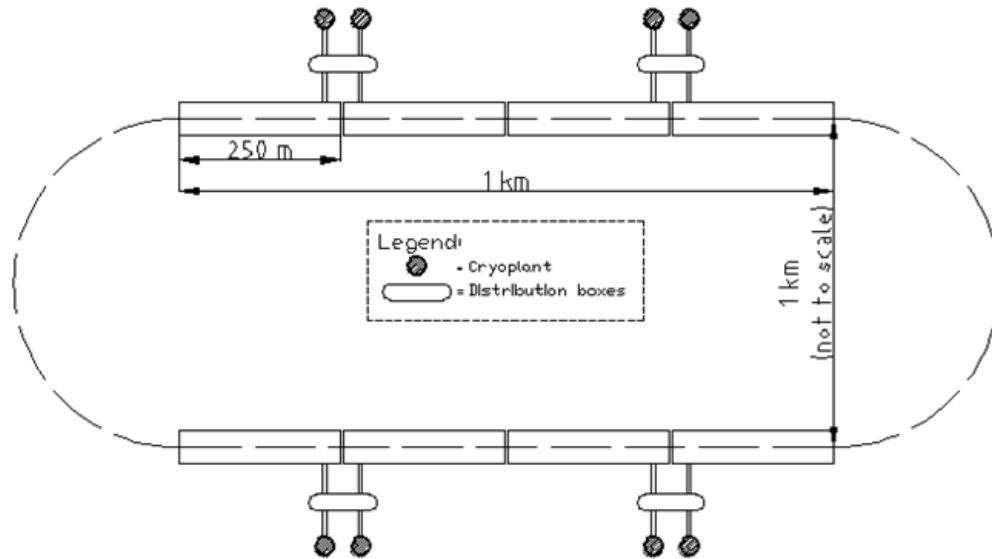 250 m
1 km
Legend:
- Cryoplant
= Distribution boxes
1 km
(not to scale)